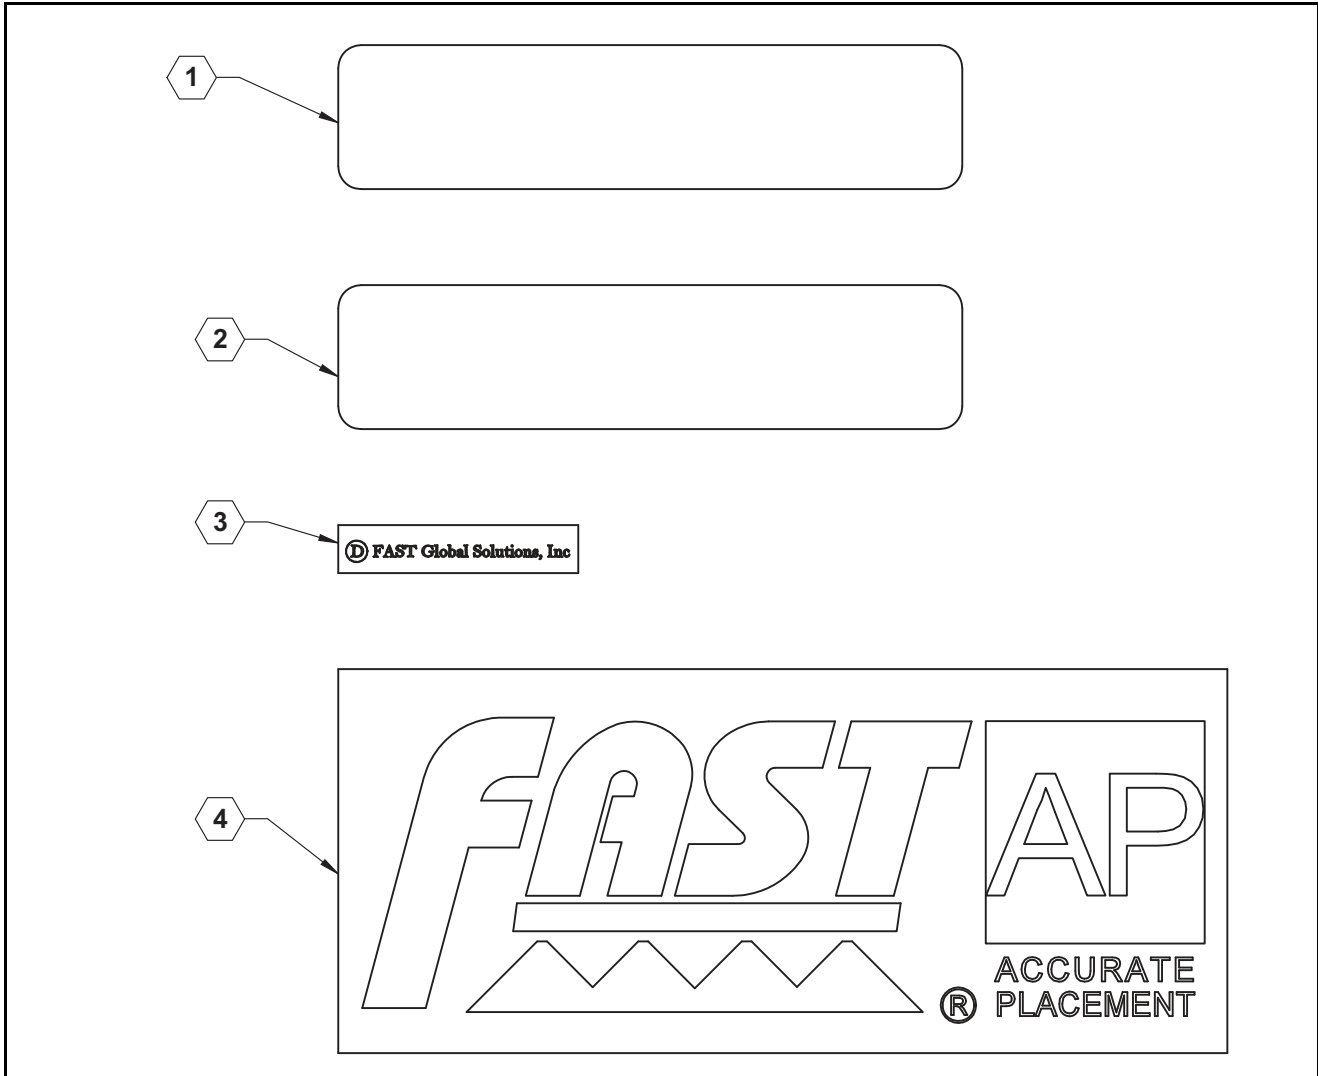 1
2
3
Ⓓ FAST Global Solutions, Inc
4
FAST
AP
® ACCURATE
PLACEMENT